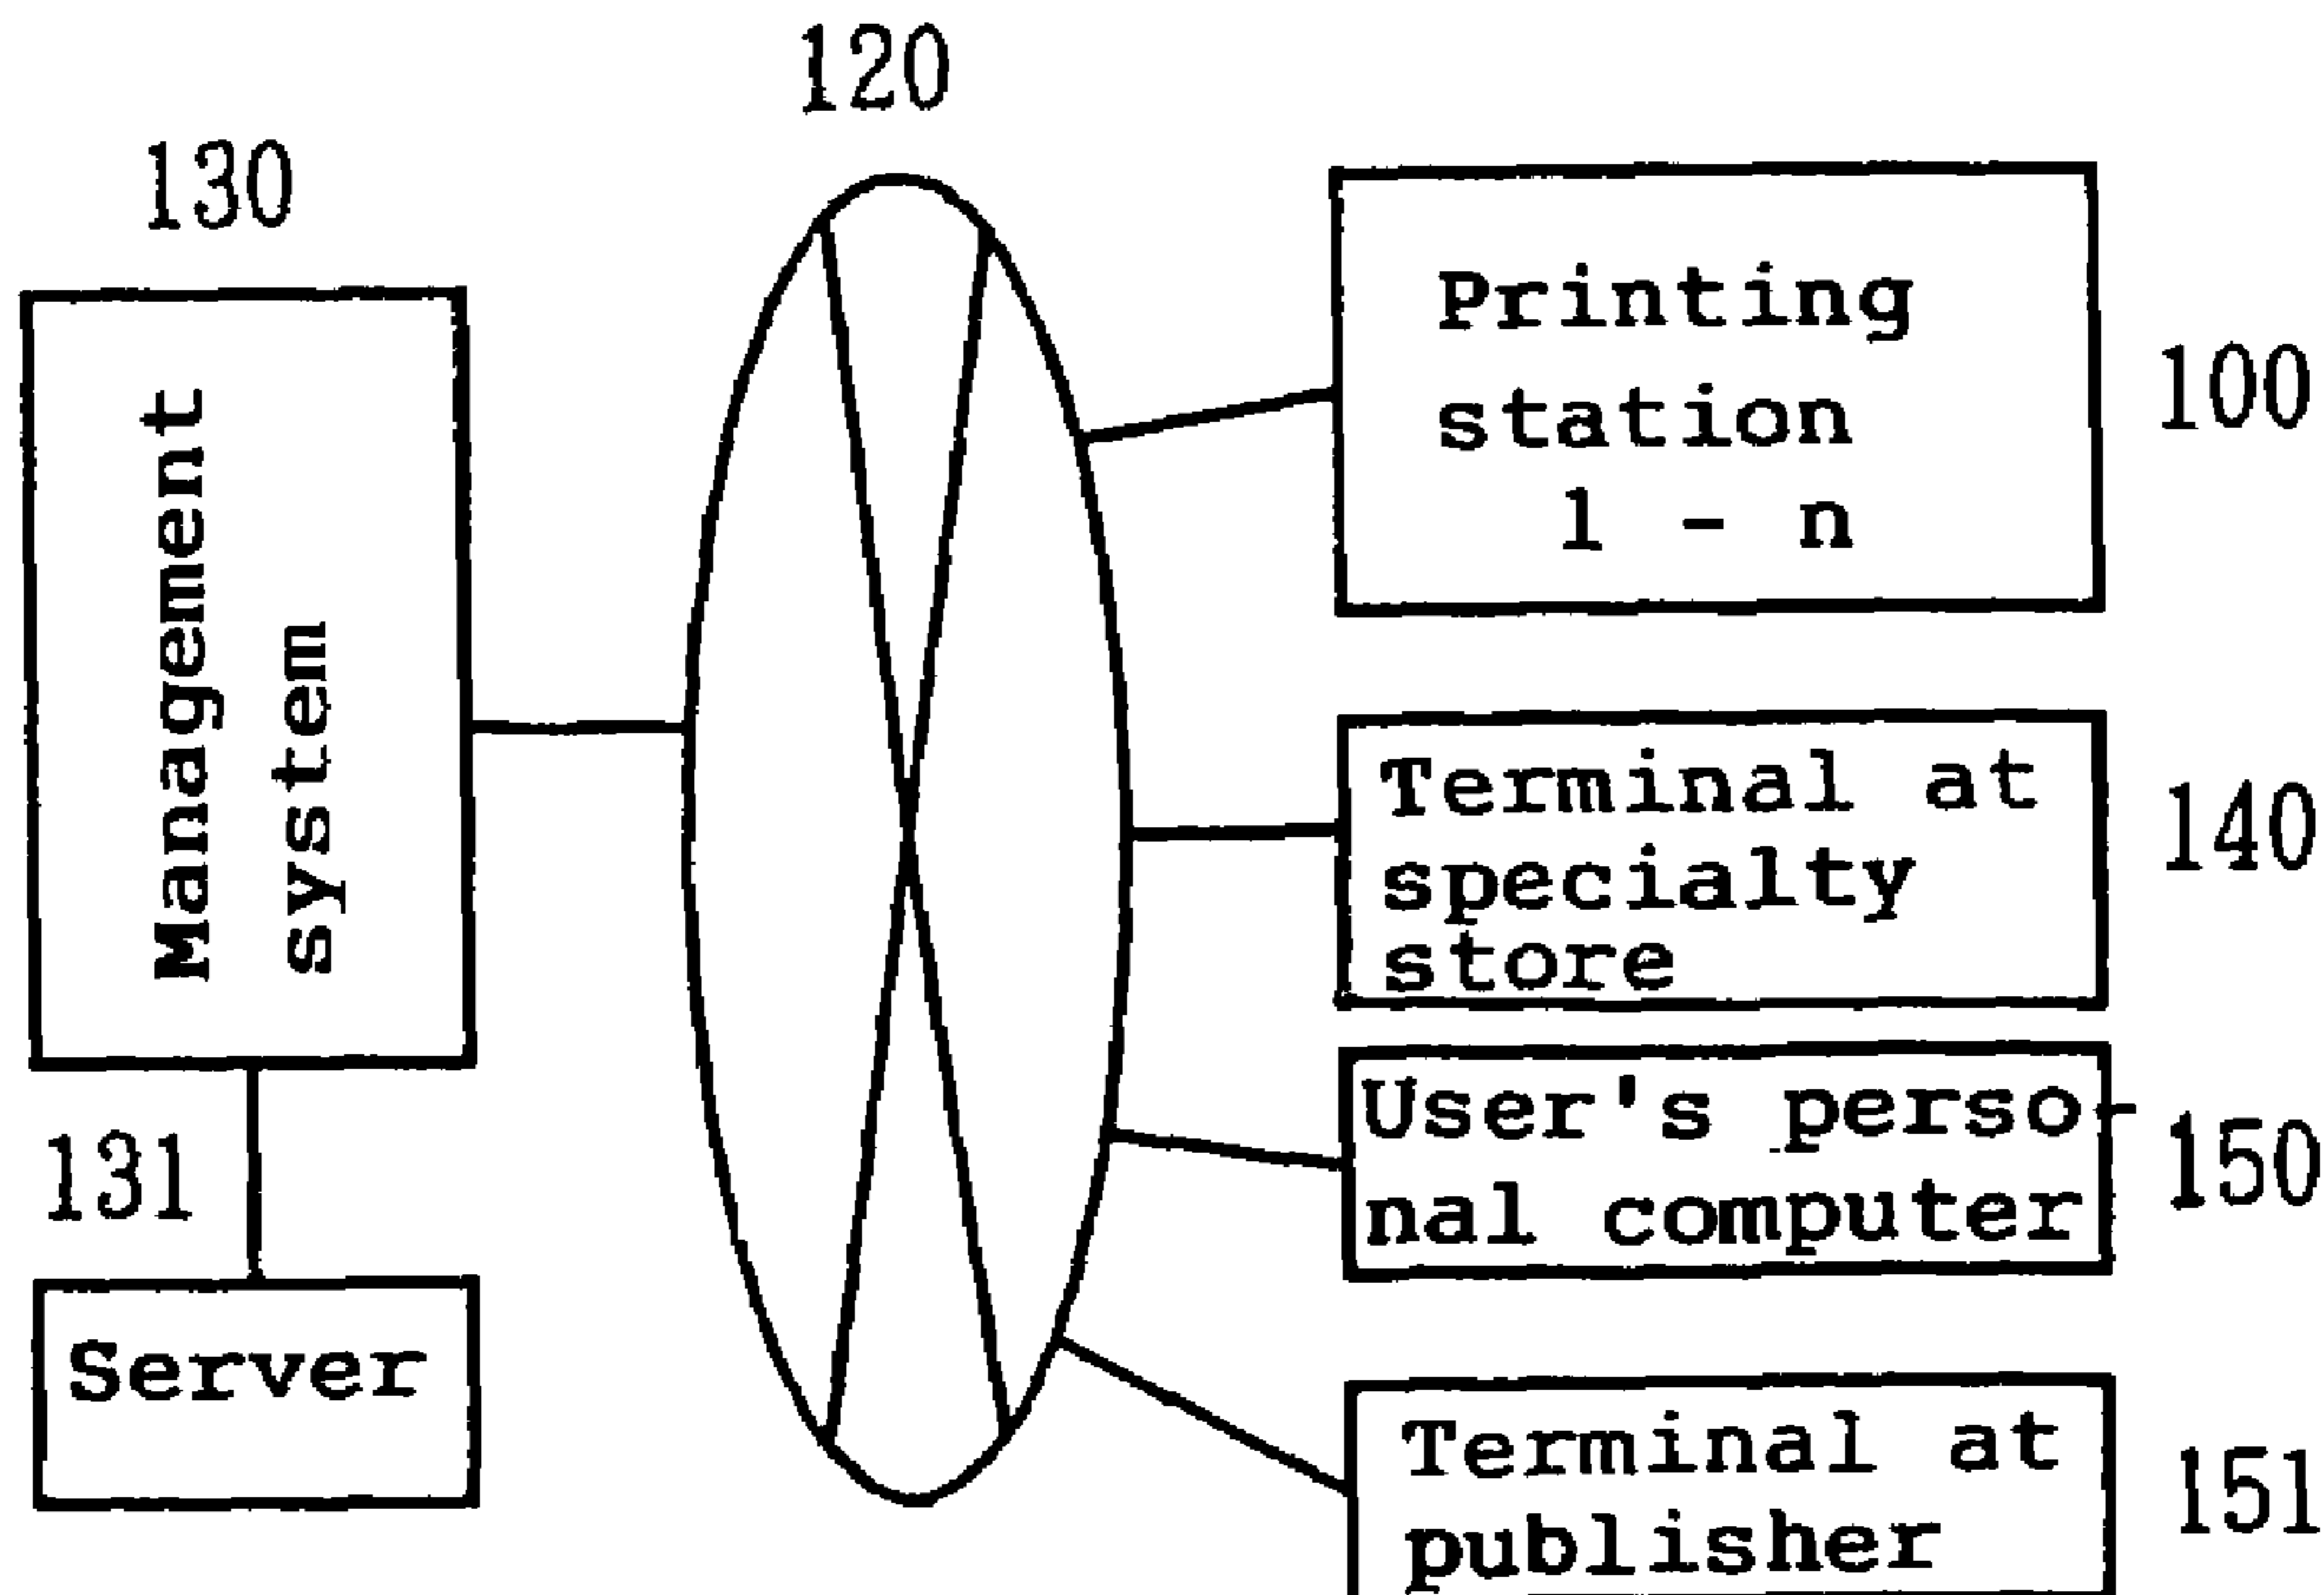 120
130
Management
system
131
Server
Printing
station
1 - n
100
Terminal at
specialty
store
140
User's perso-
nal computer
150
Terminal at
publisher
151